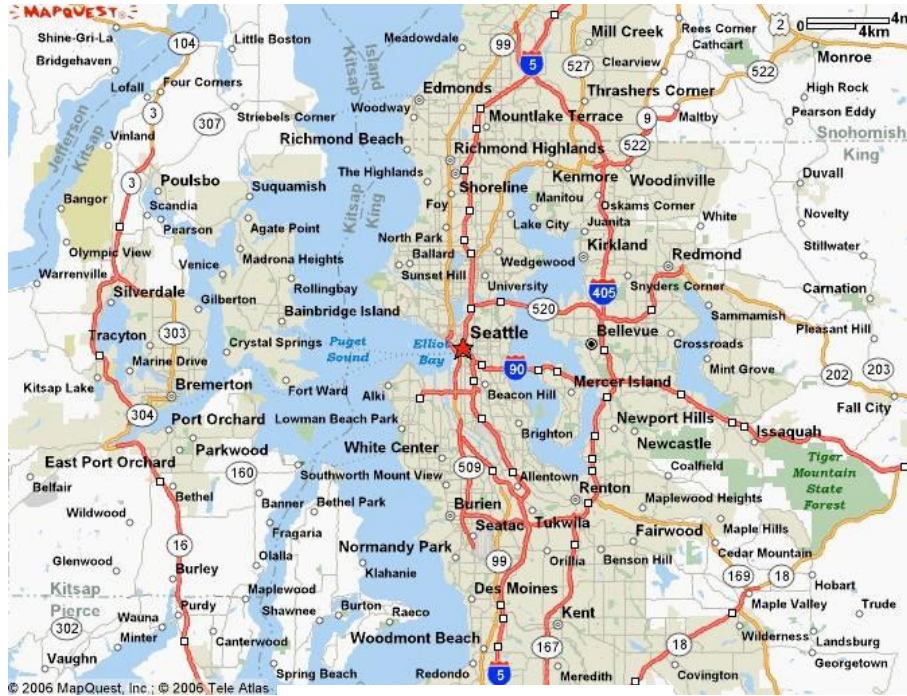 MAPQUEST
Shine-Gri-La
104
Little Boston
Meadowdale
99
5
Mill Creek
Rees Corner
2
4m
4km
Bridgehaven
Island
Kitsap
527
Clearview
Cathcart
Monroe
Lofall
Four Corners
Edmonds
522
3
Woodway
Thrashers Corner
High Rock
307
Striebels Corner
Mountlake Terrace
9
Maltby
Pearson Eddy
Jefferson
Kitsap
Vinland
Richmond Beach
522
Snohomish
King
Richmond Highlands
3
Poulsbo
Suquamish
The Highlands
Kenmore
Woodinville
Duvall
Kitsap
King
Shoreline
Bangor
Scandia
Foy
Manitou
Oskams Corner
Pearson
Agate Point
Lake City
Juanita
White
Novelty
Olympic View
North Park
Kirkland
Stillwater
Madrona Heights
Ballard
Wedgewood
Redmond
Warrenville
Venice
Sunset Hill
Rollingbay
University
405
Snyders Corner
Carnation
Silverdale
Gilberton
520
Sammamish
Bainbridge Island
303
Seattle
Bellevue
Pleasant Hill
Tracyton
Crystal Springs
Puget
Sound
Elliot
Bay
Crossroads
Marine Drive
90
Mint Grove
Kitsap Lake
Bremerton
Fort Ward
Alki
Beacon Hill
Mercer Island
202
203
304
Port Orchard
Lowman Beach Park
Newport Hills
Fall City
Parkwood
White Center
Brighton
Newcastle
Issaquah
East Port Orchard
160
Southworth
Mount View
509
Allentown
Coalfield
Tiger
Mountain
State
Forest
Belfair
Bethel
Banner
Bethel Park
Burien
Renton
Maplewood Heights
Wildwood
Fragaria
Seatac
Tukwila
Fairwood
Maple Hills
16
Olalla
Normandy Park
99
Orillia
Benson Hill
Cedar Mountain
Glenwood
Burley
Klahanie
169
18
Hobart
Kitsap
Pierce
Maplewood
Des Moines
Maple Valley
Trude
302
Wauna
Purdy
Shawnee
Burton
Raeco
Kent
Minter
Canterwood
Woodmont Beach
18
Wilderness
Landsburg
Vaughn
Spring Beach
Redondo
5
167
Meredith
Covington
Georgetown
© 2006 MapQuest, Inc.; © 2006 Tele Atlas